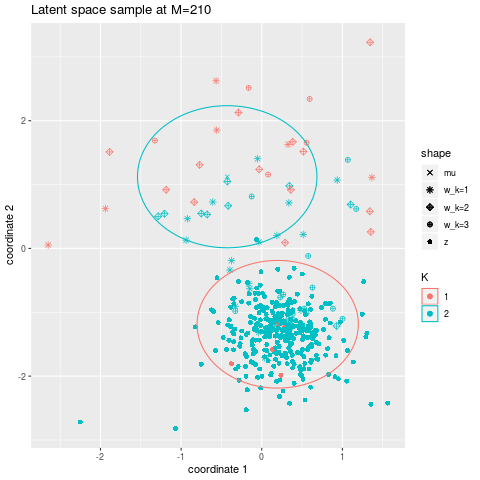 Latent space sample at M=210
coordinate 2
2
0
-2
-2
-1
0
1
coordinate 1
shape
mu
w_k=1
w_k=2
w_k=3
z
K
1
2